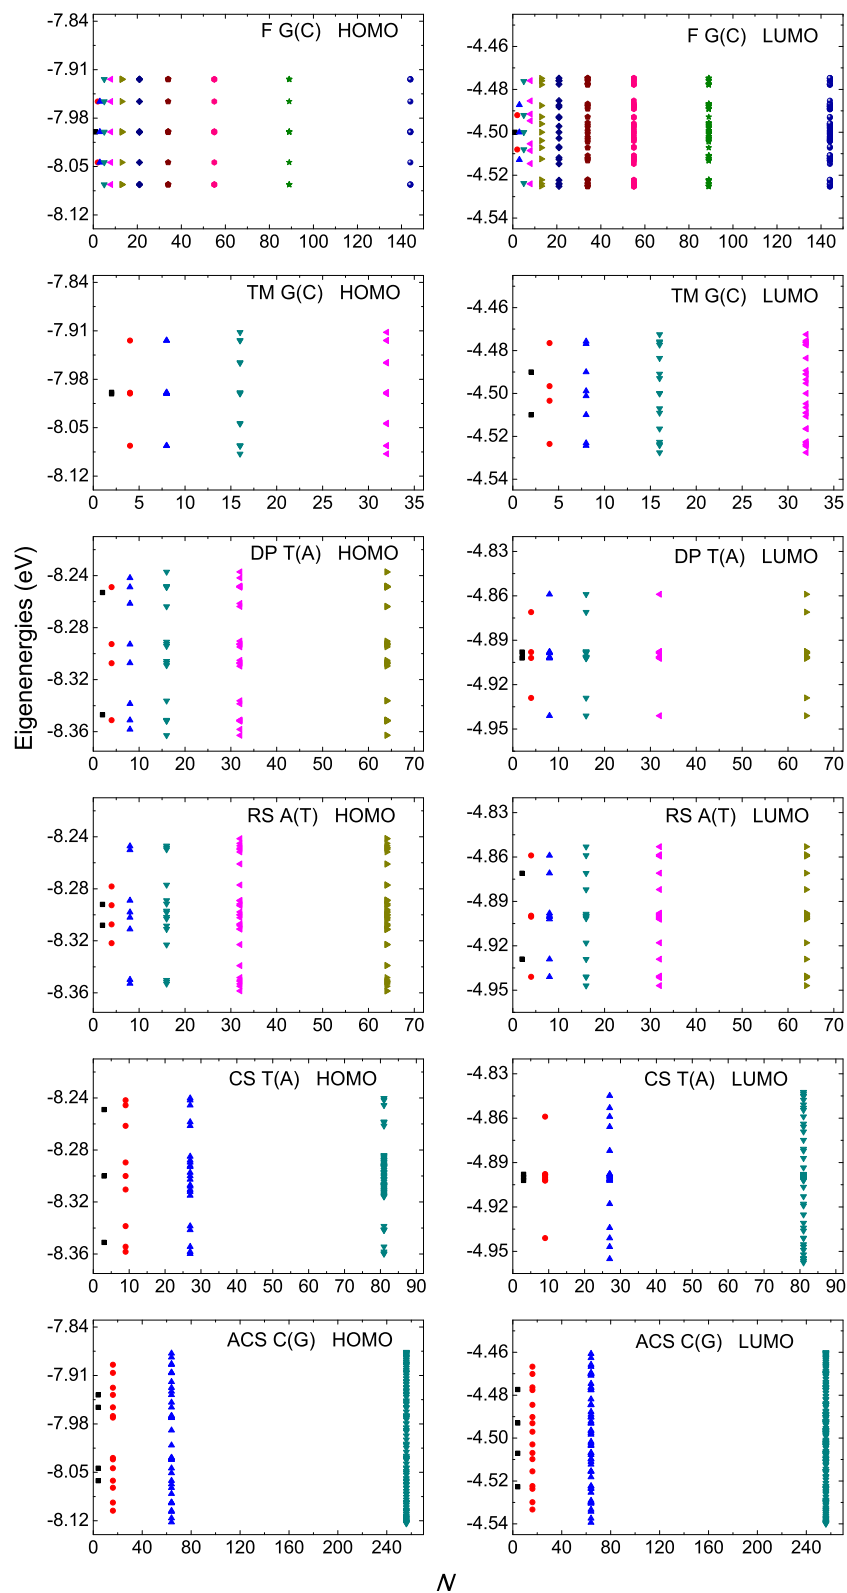 F G(C) HOMO
-7.84
-7.91
-7.98
-8.05
-8.12
0 20 40 60 80 100 120 140
F G(C) LUMO
-4.46
-4.48
-4.50
-4.52
-4.54
0 20 40 60 80 100 120 140
TM G(C) HOMO
-7.84
-7.91
-7.98
-8.05
-8.12
0 5 10 15 20 25 30 35
TM G(C) LUMO
-4.46
-4.48
-4.50
-4.52
-4.54
0 5 10 15 20 25 30 35
Eigenenergies (eV)
DP T(A) HOMO
-8.24
-8.28
-8.32
-8.36
0 10 20 30 40 50 60 70
DP T(A) LUMO
-4.83
-4.86
-4.89
-4.92
-4.95
0 10 20 30 40 50 60 70
RS A(T) HOMO
-8.24
-8.28
-8.32
-8.36
0 10 20 30 40 50 60 70
RS A(T) LUMO
-4.83
-4.86
-4.89
-4.92
-4.95
0 10 20 30 40 50 60 70
CS T(A) HOMO
-8.24
-8.28
-8.32
-8.36
0 10 20 30 40 50 60 70 80 90
CS T(A) LUMO
-4.83
-4.86
-4.89
-4.92
-4.95
0 10 20 30 40 50 60 70 80 90
ACS C(G) HOMO
-7.84
-7.91
-7.98
-8.05
-8.12
0 40 80 120 160 200 240
ACS C(G) LUMO
-4.46
-4.48
-4.50
-4.52
-4.54
0 40 80 120 160 200 240
N